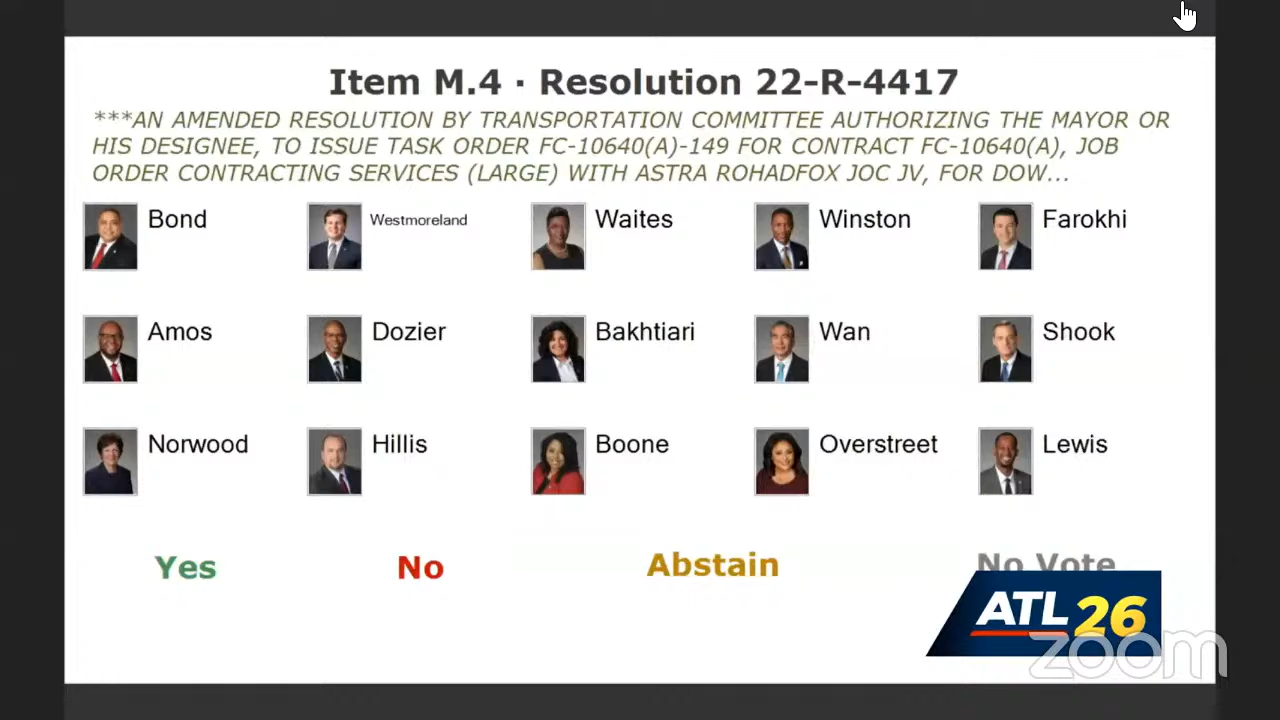 Item M.4 · Resolution 22-R-4417
***AN AMENDED RESOLUTION BY TRANSPORTATION COMMITTEE AUTHORIZING THE MAYOR OR
HIS DESIGNEE, TO ISSUE TASK ORDER FC-10640(A)-149 FOR CONTRACT FC-10640(A), JOB
ORDER CONTRACTING SERVICES (LARGE) WITH ASTRA ROHADFOX JOC JV, FOR DOW...
Bond Westmoreland Waites Winston Farokhi
Amos Dozier Bakhtiari Wan Shook
Norwood Hillis Boone Overstreet Lewis
Yes No Abstain No Vote
ATL 26
zoom